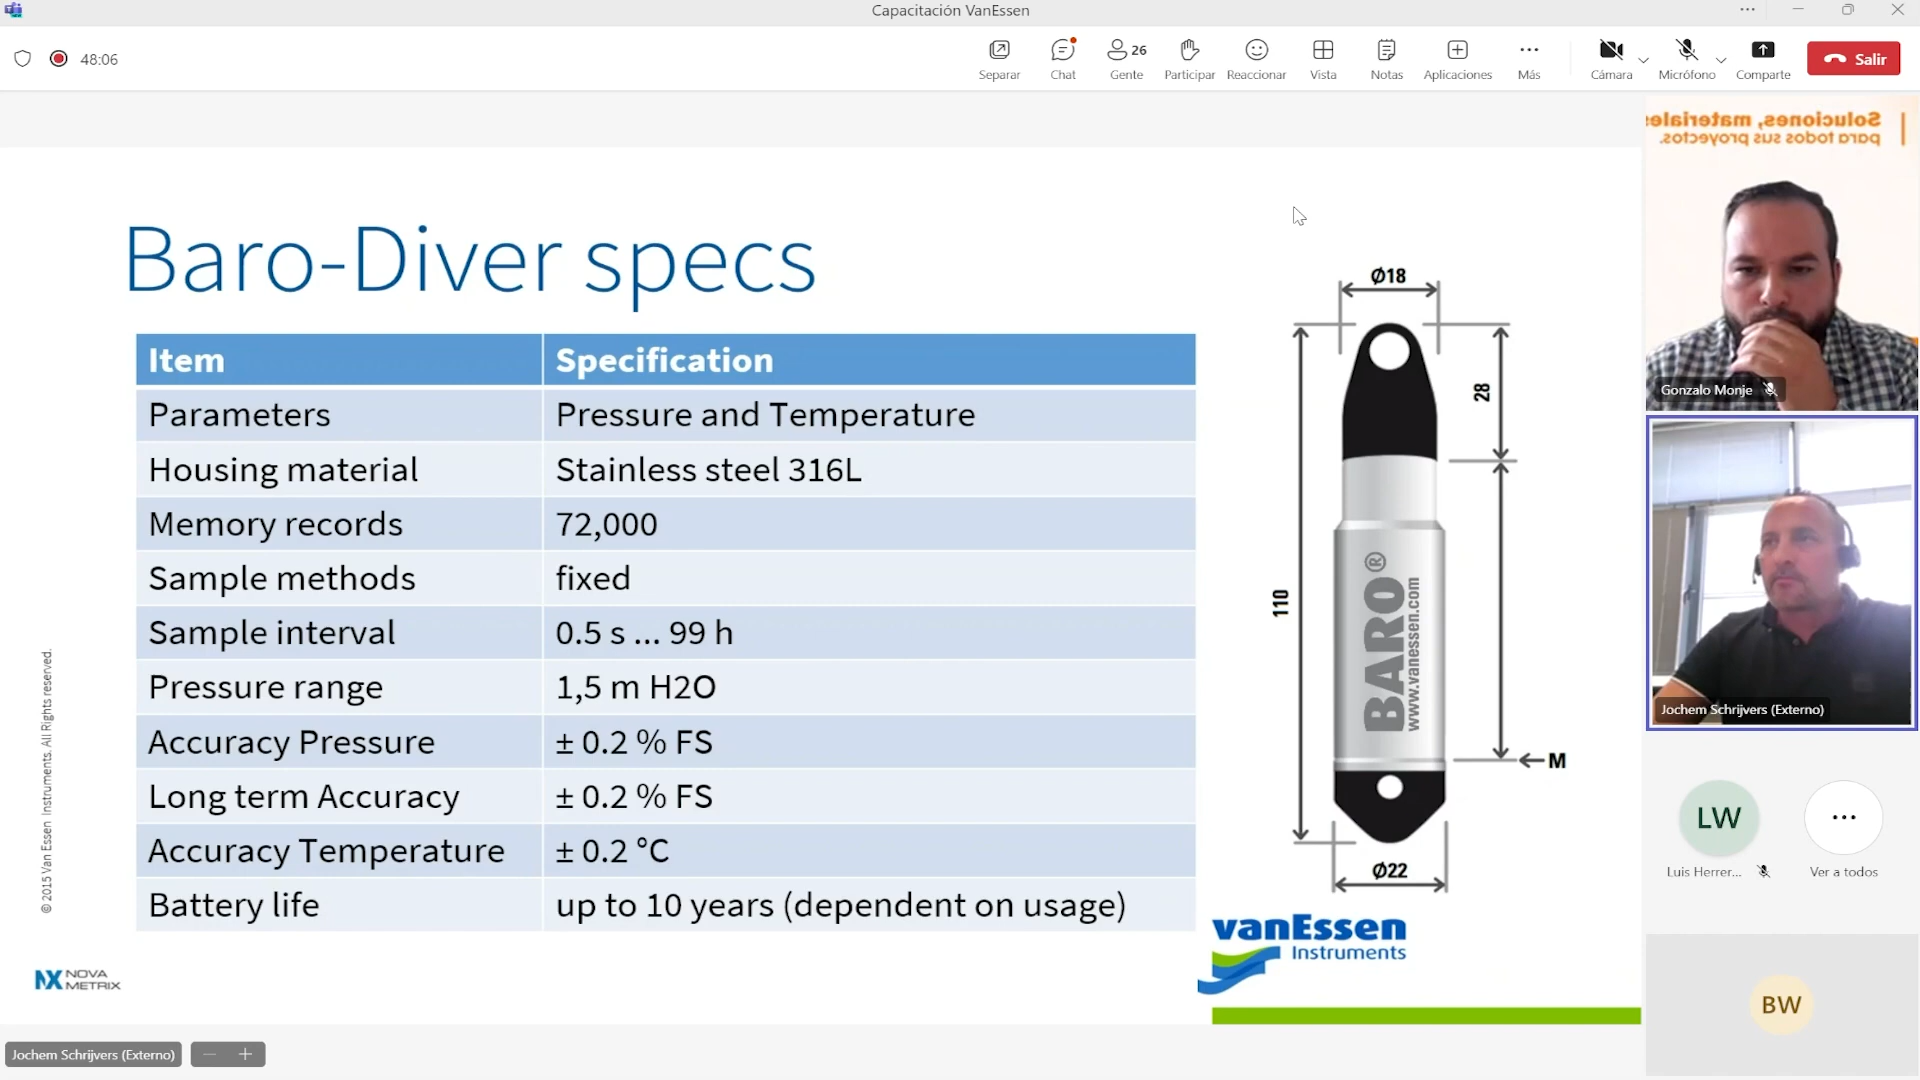 Capacitación VanEssen
48:06
Separar
Chat
26
Gente
Participar
Reaccionar
Vista
Notas
Aplicaciones
Más
Cámara
Micrófono
Comparte
Salir
Baro-Diver specs
Item Specification
Parameters Pressure and Temperature
Housing material Stainless steel 316L
Memory records 72,000
Sample methods fixed
Sample interval 0.5 s ... 99 h
Pressure range 1,5 m H2O
Accuracy Pressure ± 0.2 % FS
Long term Accuracy ± 0.2 % FS
Accuracy Temperature ± 0.2 °C
Battery life up to 10 years (dependent on usage)
Ø18
28
110
BARO®
www.vanessen.com
M
Ø22
vanEssen
Instruments
© 2015 Van Essen Instruments. All Rights reserved.
NX NOVA
METRIX
Soluciones, materiales
para todos sus proyectos.
Gonzalo Monje
Jochem Schrijvers (Externo)
LW
Luis Herrer...
Ver a todos
BW
Jochem Schrijvers (Externo)